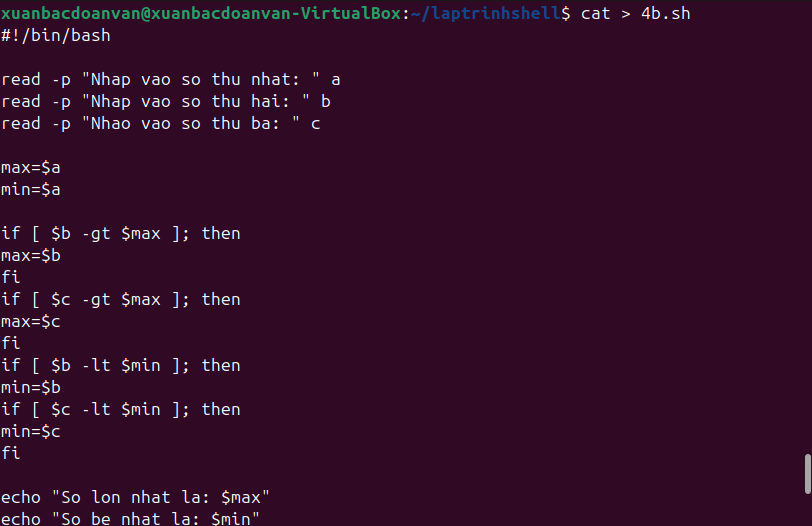 xuanbacdoanvan@xuanbacdoanvan-VirtualBox:~/laptrinhshell$ cat > 4b.sh
#!/bin/bash
read -p "Nhap vao so thu nhat: " a
read -p "Nhap vao so thu hai: " b
read -p "Nhao vao so thu ba: " c
max=$a
min=$a
if [ $b -gt $max ]; then
max=$b
fi
if [ $c -gt $max ]; then
max=$c
fi
if [ $b -lt $min ]; then
min=$b
if [ $c -lt $min ]; then
min=$c
fi
echo "So lon nhat la: $max"
echo "So be nhat la: $min"